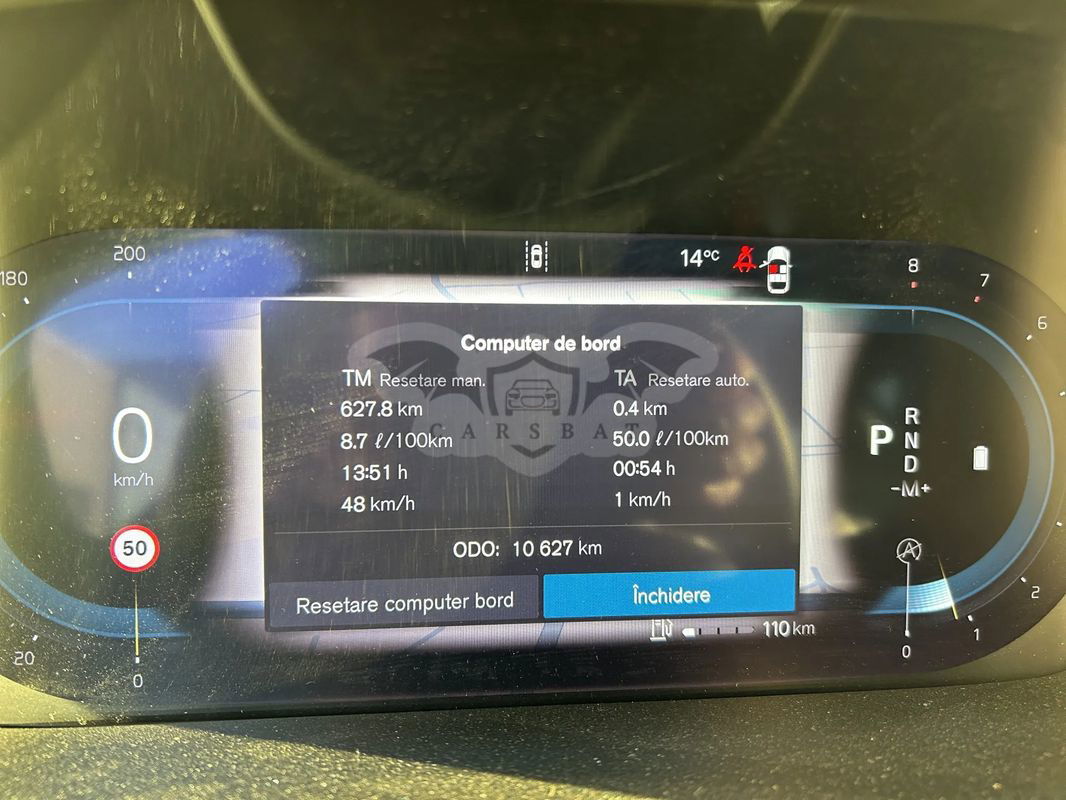 200
14°C
180
8
7
6
Computer de bord
TM Resetare man.
TA Resetare auto.
627.8 km
0.4 km
8.7 ℓ/100km
50.0 ℓ/100km
CARSBAT
13:51 h
00:54 h
48 km/h
1 km/h
0
km/h
P
R
N
D
-M+
50
A
ODO: 10 627 km
Resetare computer bord
Închidere
110 km
2
1
20
0
0